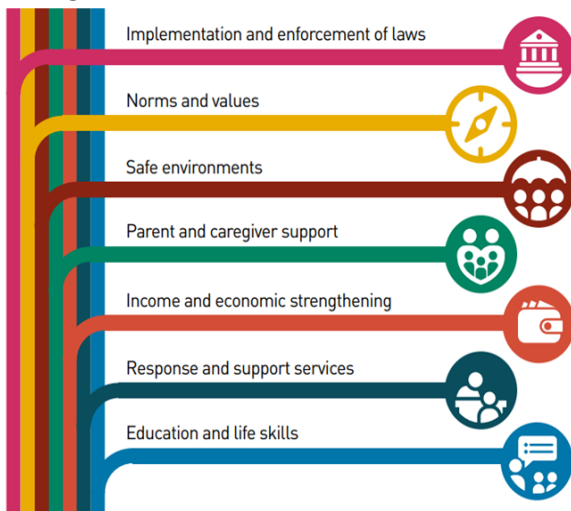 Implementation and enforcement of laws
Norms and values
Safe environments
Parent and caregiver support
Income and economic strengthening
Response and support services
Education and life skills